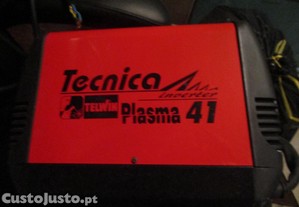 Tecnica
inverter
TELWIN
Plasma 41
CustoJusto.pt